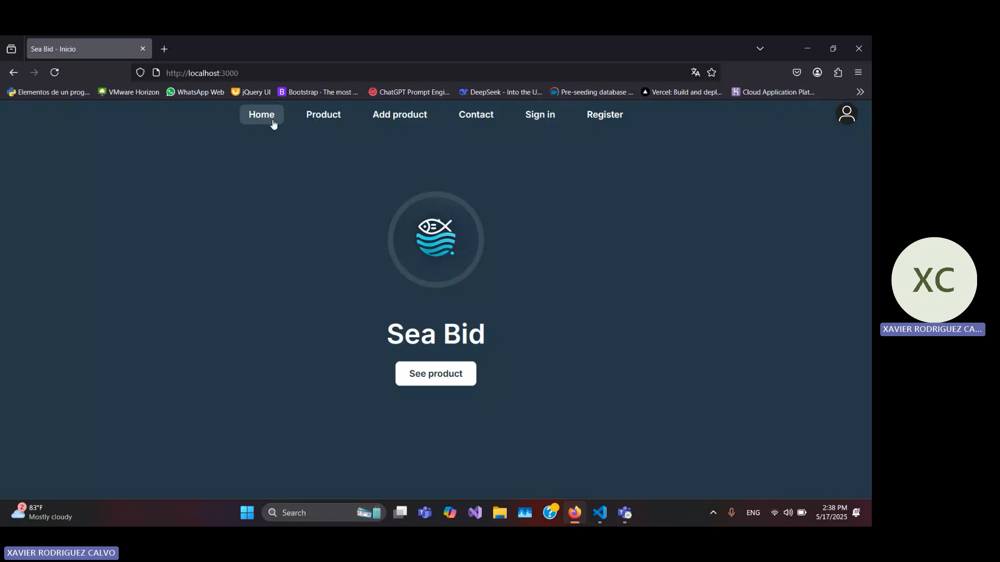 Sea Bid - Inicio
http://localhost:3000
Elementos de un prog... VMware Horizon WhatsApp Web jQuery UI B Bootstrap · The most ... ChatGPT Prompt Engi... DeepSeek - Into the U... Pre-seeding database ... Vercel: Build and depl... Cloud Application Plat...
Home Product Add product Contact Sign in Register
Sea Bid
See product
XC
XAVIER RODRIGUEZ CA...
2
83°F
Mostly cloudy
Search
ENG
2:38 PM
5/17/2025
XAVIER RODRIGUEZ CALVO